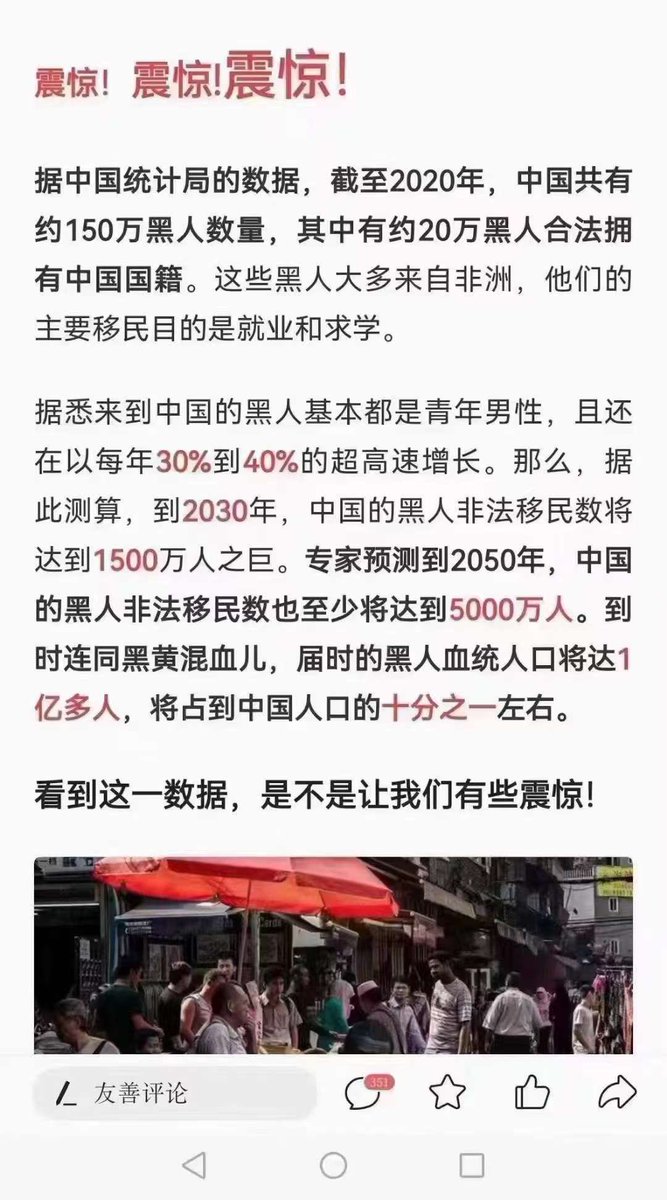 震惊! 震惊!震惊!
据中国统计局的数据，截至2020年，中国共有
约150万黑人数量，其中有约20万黑人合法拥
有中国国籍。这些黑人大多来自非洲，他们的
主要移民目的是就业和求学。
据悉来到中国的黑人基本都是青年男性，且还
在以每年30%到40%的超高速增长。那么，据
此测算，到2030年，中国的黑人非法移民数将
达到1500万人之巨。专家预测到2050年，中国
的黑人非法移民数也至少将达到5000万人。到
时连同黑黄混血儿，届时的黑人血统人口将达1
亿多人，将占到中国人口的十分之一左右。
看到这一数据，是不是让我们有些震惊!
友善评论
351